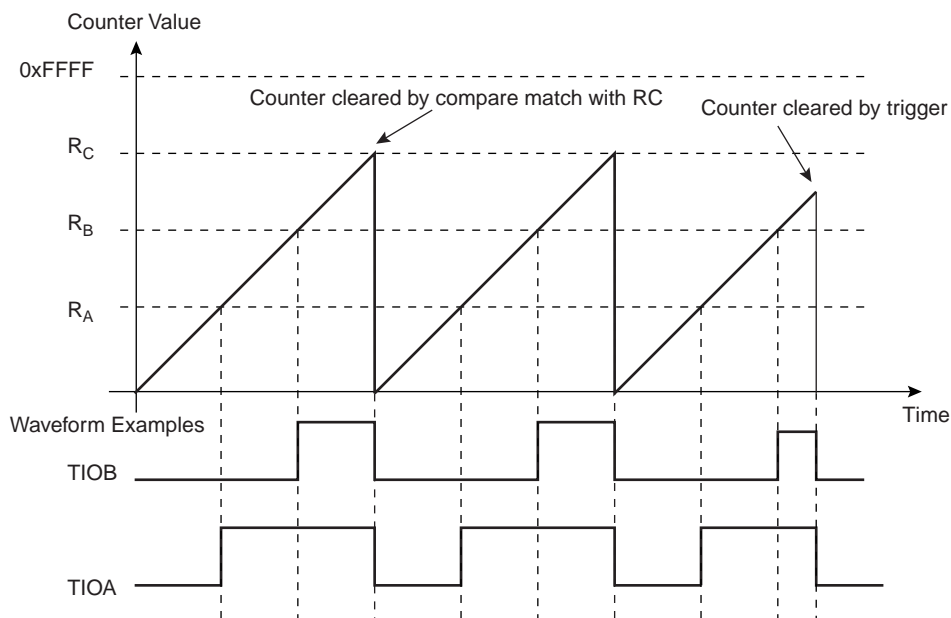 Counter Value
0xFFFF
Counter cleared by compare match with RC
Counter cleared by trigger
RC
RB
RA
Time
Waveform Examples
TIOB
TIOA